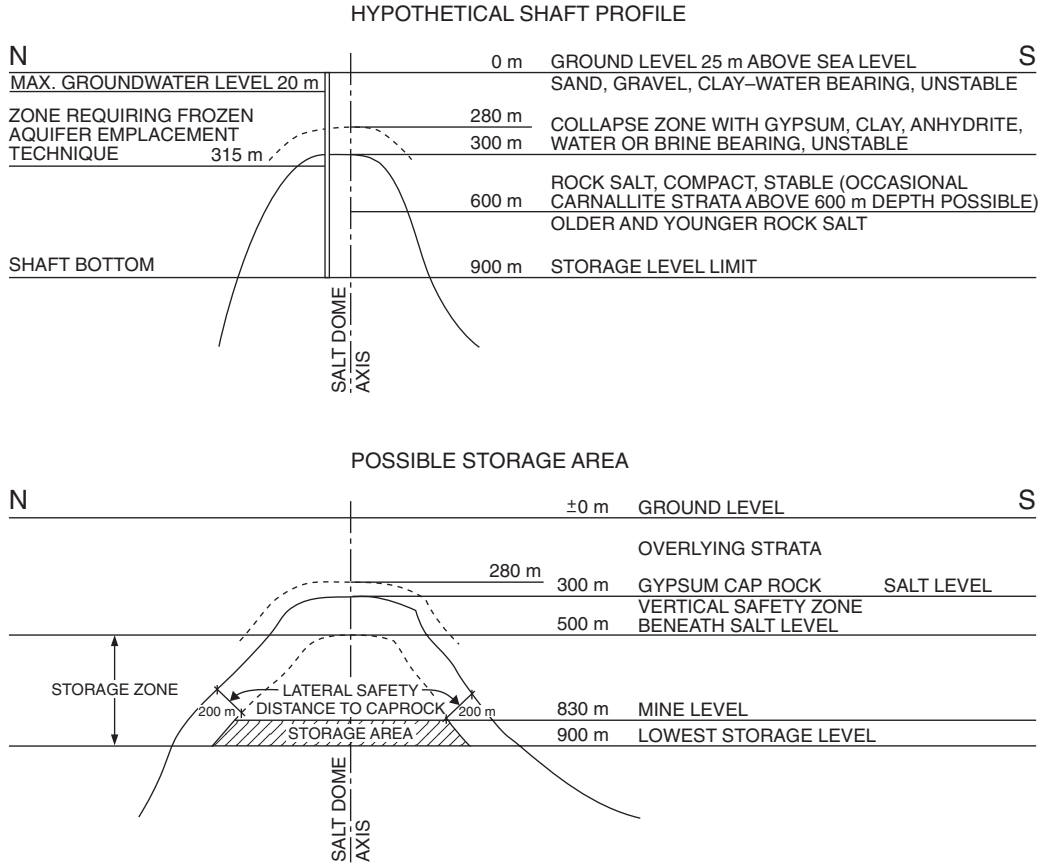 HYPOTHETICAL SHAFT PROFILE
N
S
0 m GROUND LEVEL 25 m ABOVE SEA LEVEL
MAX. GROUNDWATER LEVEL 20 m
SAND, GRAVEL, CLAY–WATER BEARING, UNSTABLE
ZONE REQUIRING FROZEN
AQUIFER EMPLACEMENT
TECHNIQUE 315 m
280 m
300 m
COLLAPSE ZONE WITH GYPSUM, CLAY, ANHYDRITE,
WATER OR BRINE BEARING, UNSTABLE
ROCK SALT, COMPACT, STABLE (OCCASIONAL
600 m CARNALLITE STRATA ABOVE 600 m DEPTH POSSIBLE)
OLDER AND YOUNGER ROCK SALT
SHAFT BOTTOM
900 m STORAGE LEVEL LIMIT
SALT DOME
AXIS
POSSIBLE STORAGE AREA
N
S
±0 m GROUND LEVEL
OVERLYING STRATA
280 m
300 m GYPSUM CAP ROCK SALT LEVEL
VERTICAL SAFETY ZONE
500 m BENEATH SALT LEVEL
STORAGE ZONE
LATERAL SAFETY
200 m DISTANCE TO CAPROCK 200 m
830 m MINE LEVEL
STORAGE AREA
900 m LOWEST STORAGE LEVEL
SALT DOME
AXIS